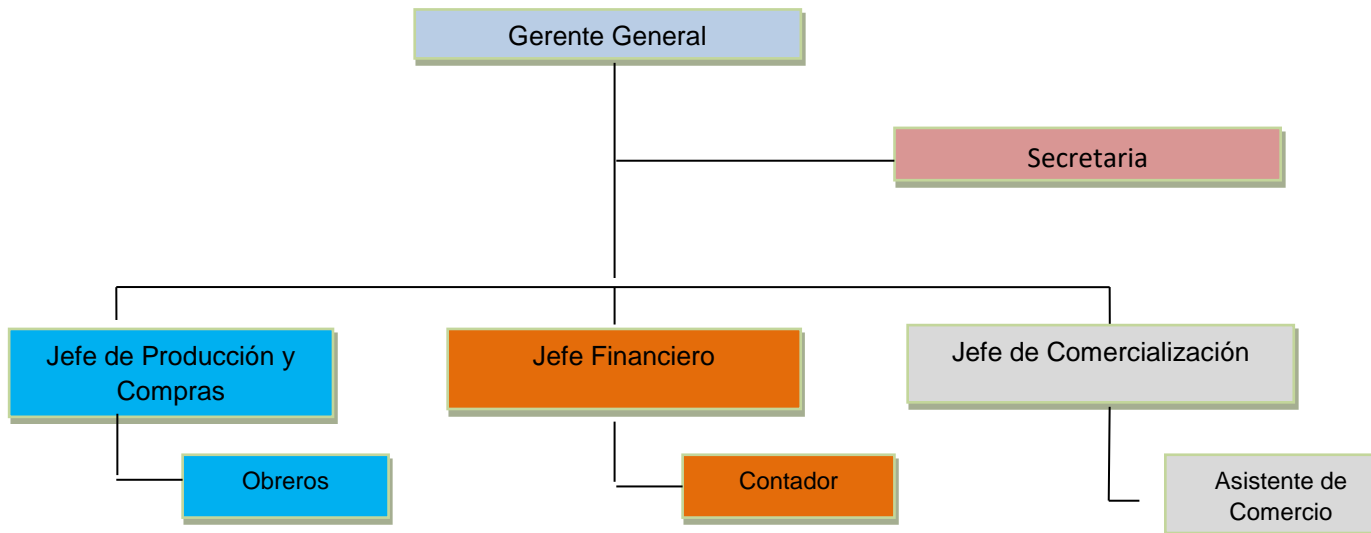 Gerente General
Secretaria
Jefe de Producción y
Compras
Jefe Financiero
Jefe de Comercialización
Obreros
Contador
Asistente de
Comercio